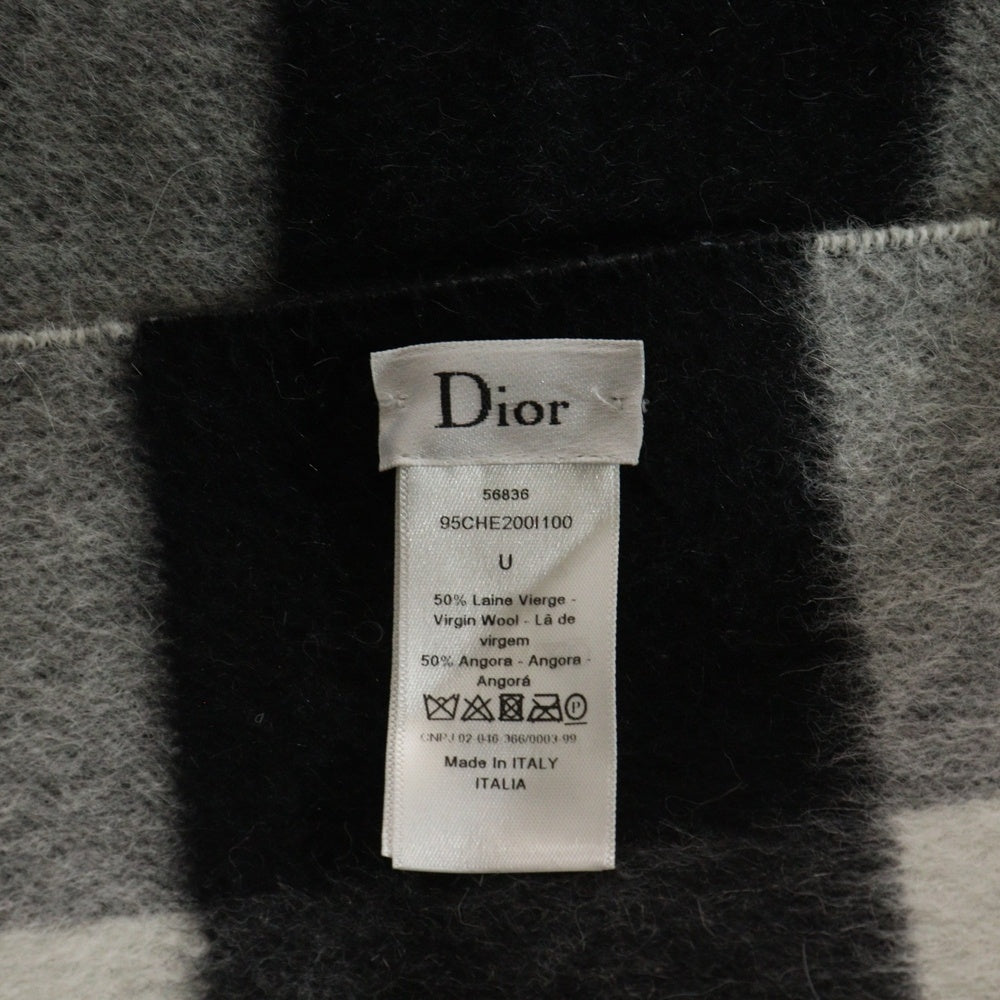 Dior
56836
95CHE200I100
U
50% Laine Vierge -
Virgin Wool - Lã de
virgem
50% Angora - Angora -
Angorá
P
CNPJ 02-046-366/0003-99
Made In ITALY
ITALIA